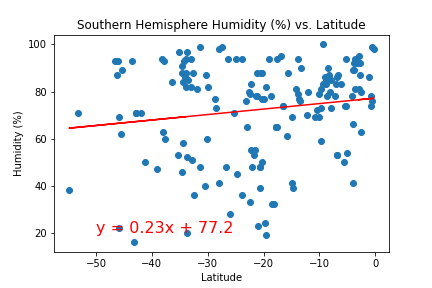 Southern Hemisphere Humidity (%) vs. Latitude
Humidity (%)
100
80
60
40
20
y = 0.23x + 77.2
−50
−40
−30
−20
−10
0
Latitude